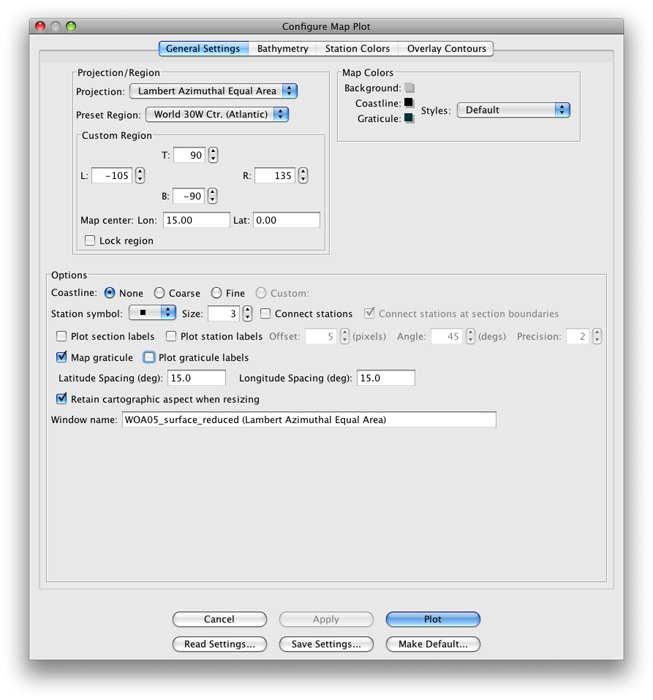 Configure Map Plot
General Settings Bathymetry Station Colors Overlay Contours
Projection/Region
Projection: Lambert Azimuthal Equal Area
Preset Region: World 30W Ctr. (Atlantic)
Custom Region
T: 90
L: -105 R: 135
B: -90
Map center: Lon: 15.00 Lat: 0.00
Lock region
Map Colors
Background:
Coastline:
Graticule:
Styles: Default
Options
Coastline: None Coarse Fine Custom:
Station symbol: Size: 3 Connect stations Connect stations at section boundaries
Plot section labels Plot station labels Offset: 5 (pixels) Angle: 45 (degs) Precision: 2
Map graticule Plot graticule labels
Latitude Spacing (deg): 15.0 Longitude Spacing (deg): 15.0
Retain cartographic aspect when resizing
Window name: WOA05_surface_reduced (Lambert Azimuthal Equal Area)
Cancel Apply Plot
Read Settings... Save Settings... Make Default...